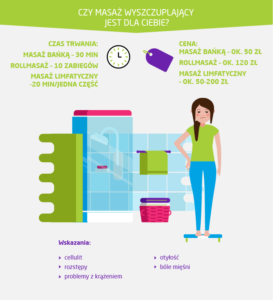 CZY MASAŻ WYSZCZUPLAJĄCY
JEST DLA CIEBIE?
CZAS TRWANIA:
MASAŻ BAŃKĄ - 30 MIN
ROLLMASAŻ - 10 ZABIEGÓW
MASAŻ LIMFATYCZNY
-20 MIN/JEDNA CZĘŚĆ
CENA:
MASAŻ BAŃKĄ - OK. 50 ZŁ
ROLLMASAŻ - OK. 120 ZŁ
MASAŻ LIMFATYCZNY
- OK. 50-200 ZŁ
Wskazania:
cellulit
rozstępy
problemy z krążeniem
otyłość
bóle mięśni